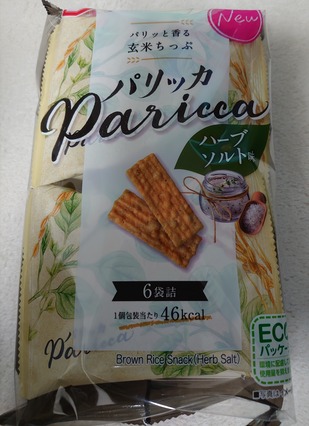 New
パリッと香る
玄米ちっぷ
パリッカ
Paricca
ハーブ
ソルト味
6袋詰
1個包装当たり46kcal
Brown Rice Snack (Herb Salt)
ECO
パッケージ
Paricca